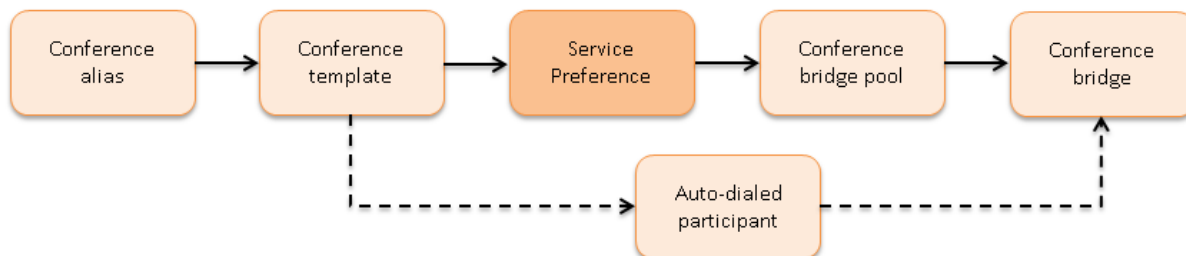 Conference
alias
Conference
template
Service
Preference
Conference
bridge pool
Conference
bridge
Auto-dialed
participant